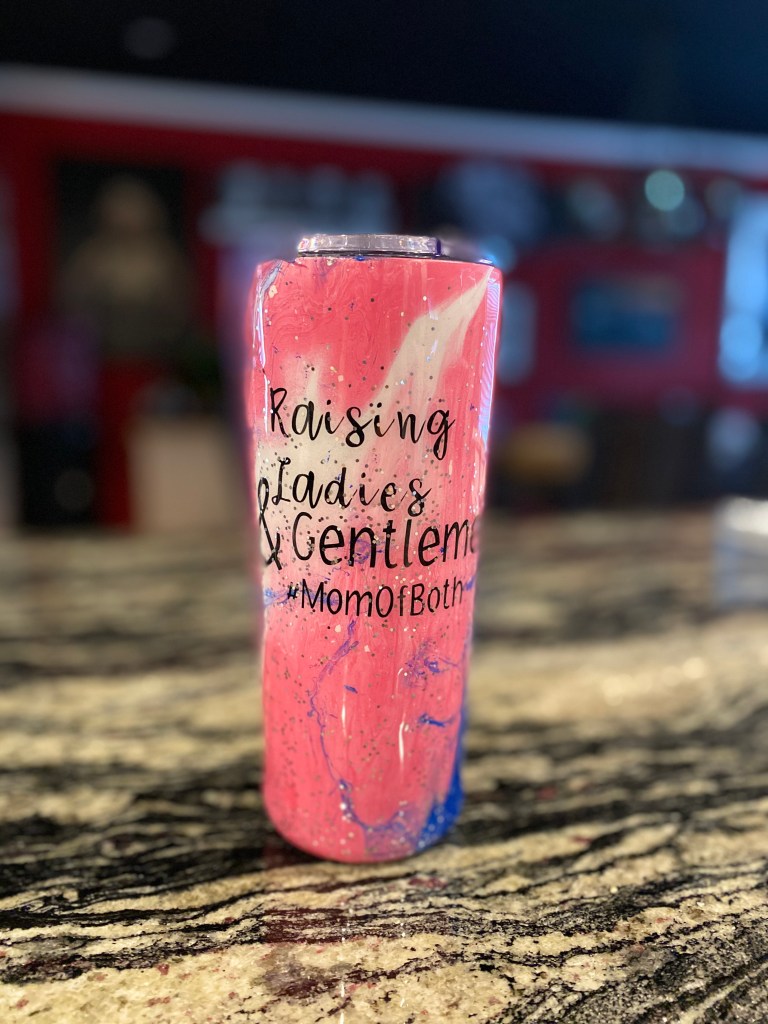 Raising
Ladies
& Gentleme
#MomOfBoth